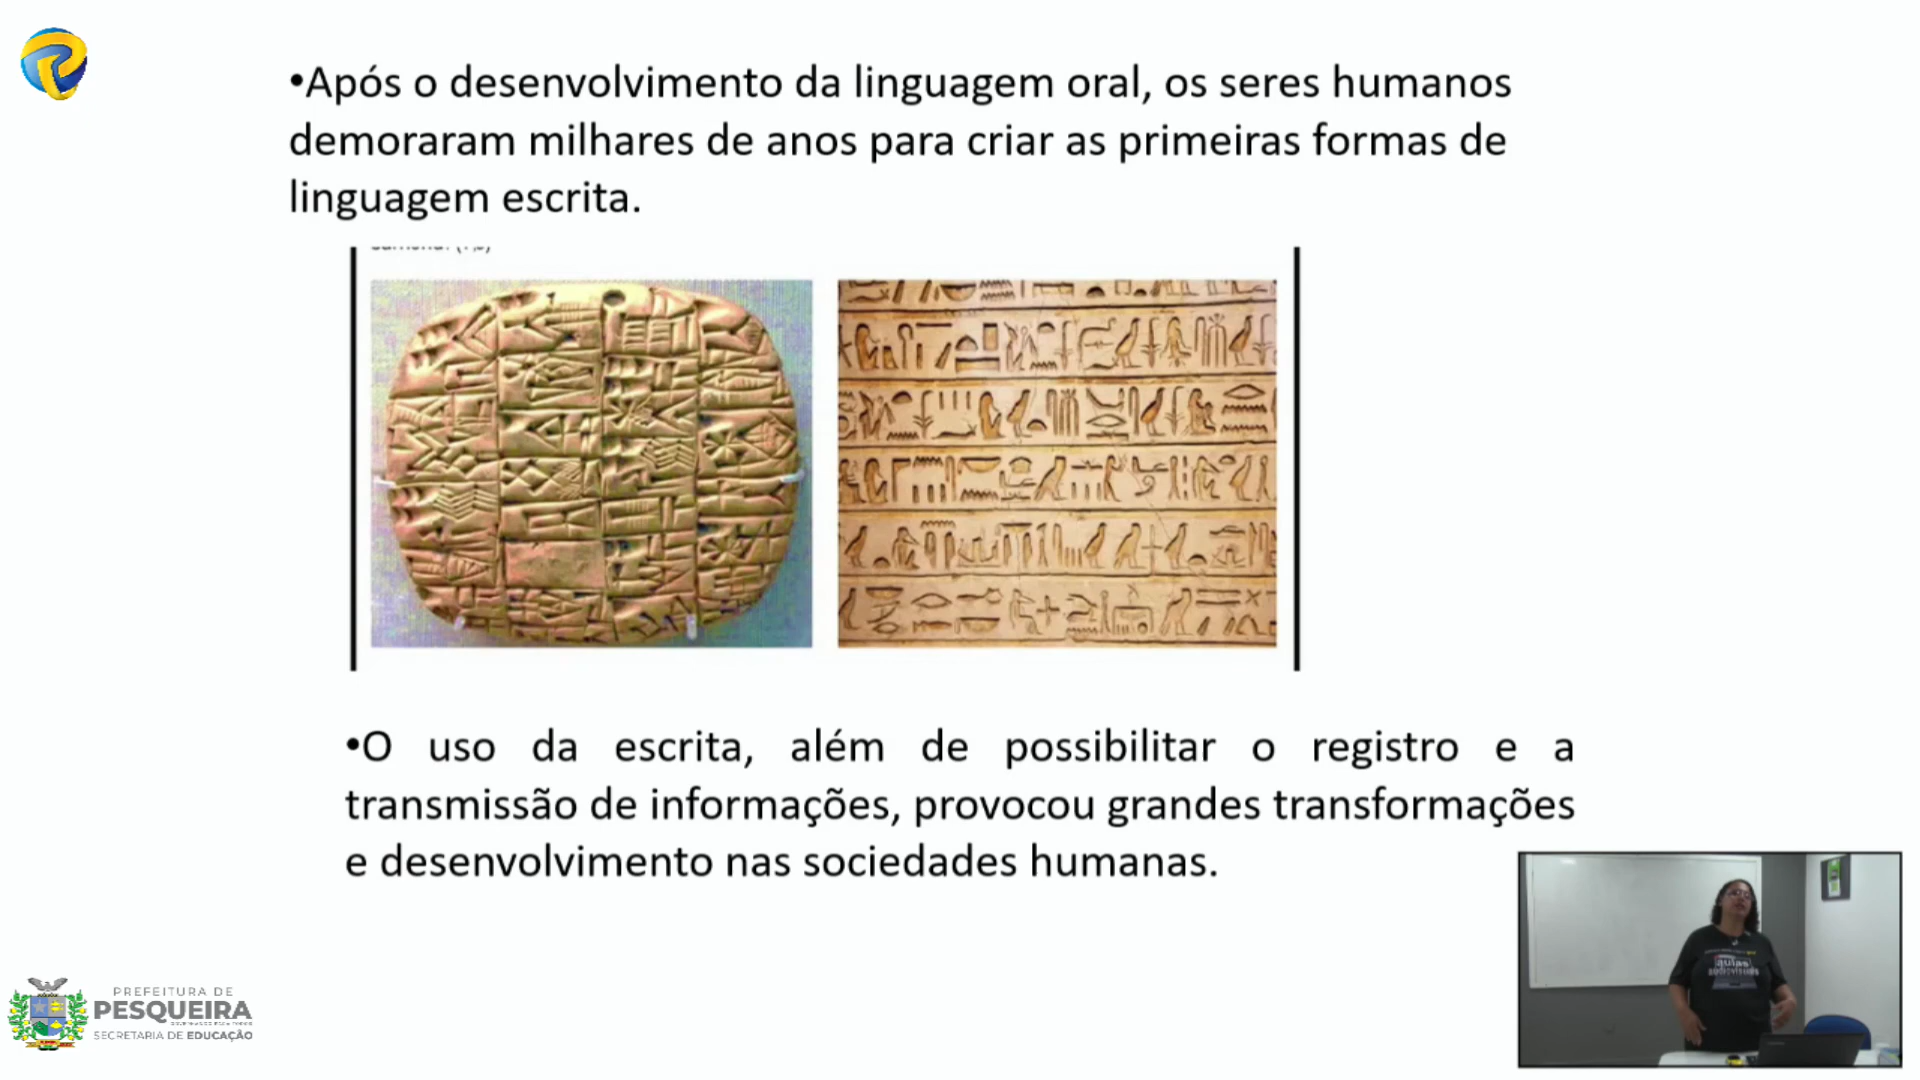 •Após o desenvolvimento da linguagem oral, os seres humanos
demoraram milhares de anos para criar as primeiras formas de
linguagem escrita.
•O uso da escrita, além de possibilitar o registro e a
transmissão de informações, provocou grandes transformações
e desenvolvimento nas sociedades humanas.
PREFEITURA DE
PESQUEIRA
SECRETARIA DE EDUCAÇÃO
aulas
audiovisuais